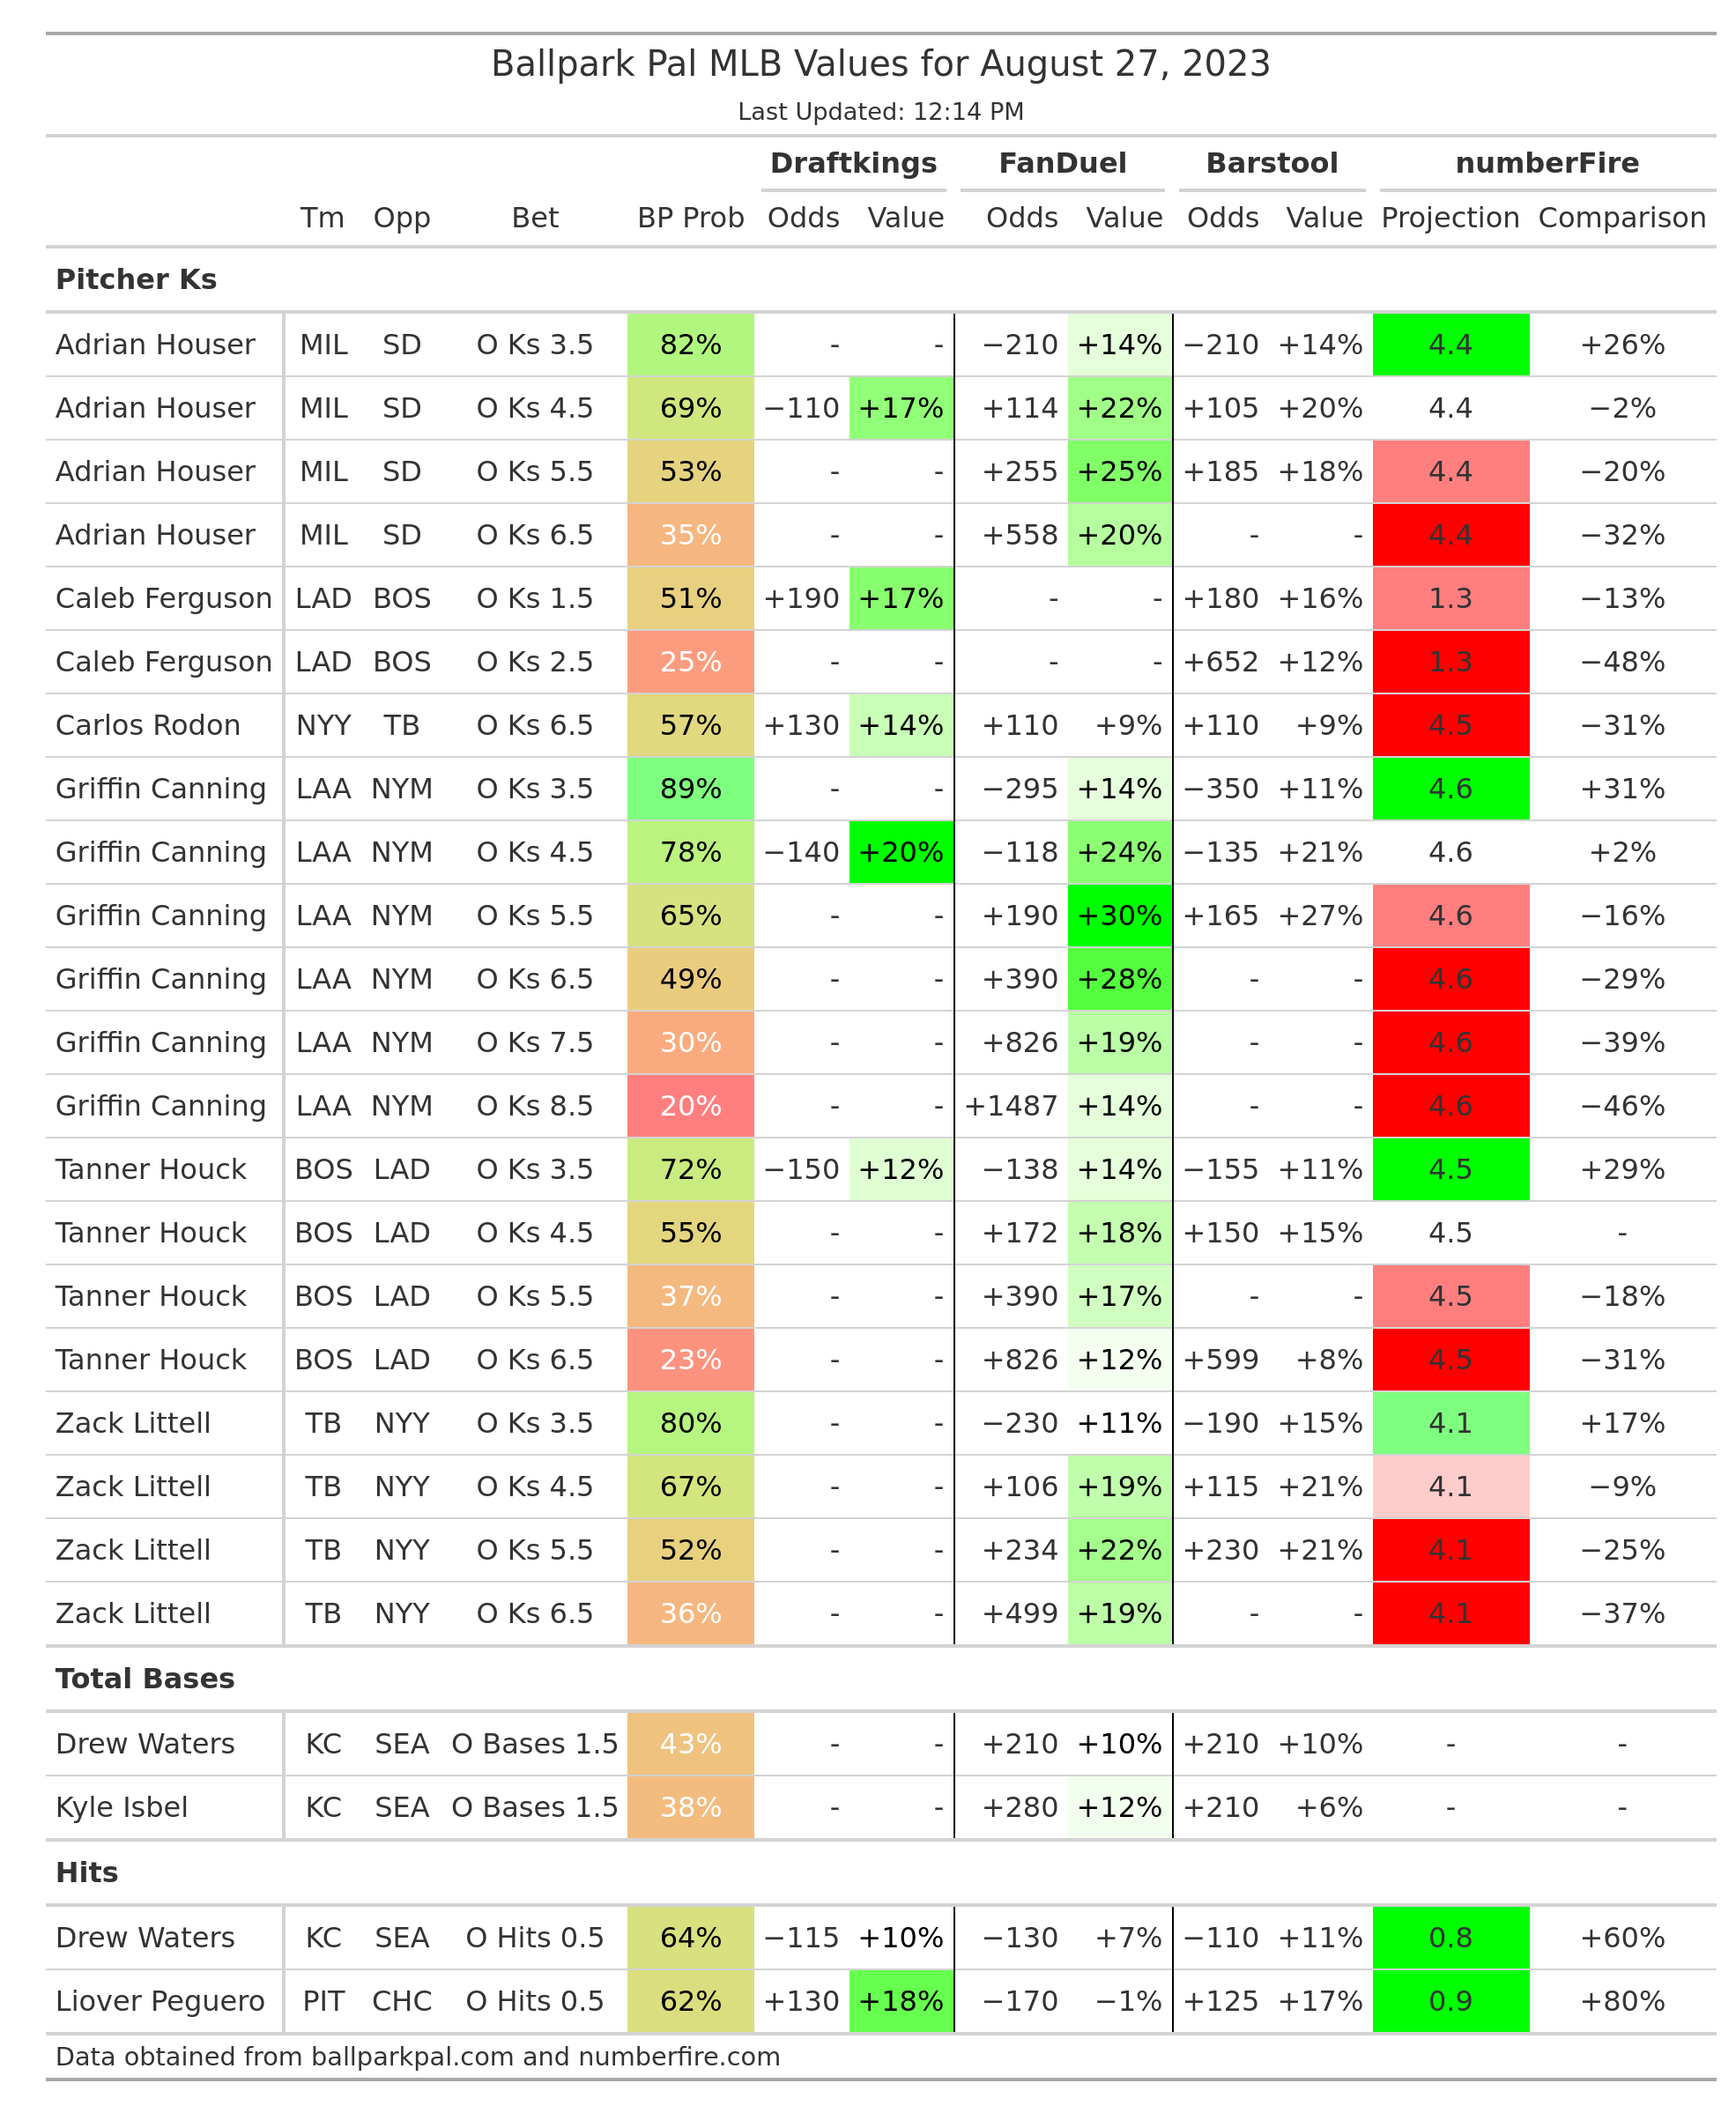 Ballpark Pal MLB Values for August 27, 2023
Last Updated: 12:14 PM
Draftkings FanDuel Barstool numberFire
Tm Opp Bet BP Prob Odds Value Odds Value Odds Value Projection Comparison
Pitcher Ks
Adrian Houser MIL SD O Ks 3.5 82% - - −210 +14% −210 +14% 4.4 +26%
Adrian Houser MIL SD O Ks 4.5 69% −110 +17% +114 +22% +105 +20% 4.4 −2%
Adrian Houser MIL SD O Ks 5.5 53% - - +255 +25% +185 +18% 4.4 −20%
Adrian Houser MIL SD O Ks 6.5 35% - - +558 +20% - - 4.4 −32%
Caleb Ferguson LAD BOS O Ks 1.5 51% +190 +17% - - +180 +16% 1.3 −13%
Caleb Ferguson LAD BOS O Ks 2.5 25% - - - - +652 +12% 1.3 −48%
Carlos Rodon NYY TB O Ks 6.5 57% +130 +14% +110 +9% +110 +9% 4.5 −31%
Griffin Canning LAA NYM O Ks 3.5 89% - - −295 +14% −350 +11% 4.6 +31%
Griffin Canning LAA NYM O Ks 4.5 78% −140 +20% −118 +24% −135 +21% 4.6 +2%
Griffin Canning LAA NYM O Ks 5.5 65% - - +190 +30% +165 +27% 4.6 −16%
Griffin Canning LAA NYM O Ks 6.5 49% - - +390 +28% - - 4.6 −29%
Griffin Canning LAA NYM O Ks 7.5 30% - - +826 +19% - - 4.6 −39%
Griffin Canning LAA NYM O Ks 8.5 20% - - +1487 +14% - - 4.6 −46%
Tanner Houck BOS LAD O Ks 3.5 72% −150 +12% −138 +14% −155 +11% 4.5 +29%
Tanner Houck BOS LAD O Ks 4.5 55% - - +172 +18% +150 +15% 4.5 -
Tanner Houck BOS LAD O Ks 5.5 37% - - +390 +17% - - 4.5 −18%
Tanner Houck BOS LAD O Ks 6.5 23% - - +826 +12% +599 +8% 4.5 −31%
Zack Littell TB NYY O Ks 3.5 80% - - −230 +11% −190 +15% 4.1 +17%
Zack Littell TB NYY O Ks 4.5 67% - - +106 +19% +115 +21% 4.1 −9%
Zack Littell TB NYY O Ks 5.5 52% - - +234 +22% +230 +21% 4.1 −25%
Zack Littell TB NYY O Ks 6.5 36% - - +499 +19% - - 4.1 −37%
Total Bases
Drew Waters KC SEA O Bases 1.5 43% - - +210 +10% +210 +10% - -
Kyle Isbel KC SEA O Bases 1.5 38% - - +280 +12% +210 +6% - -
Hits
Drew Waters KC SEA O Hits 0.5 64% −115 +10% −130 +7% −110 +11% 0.8 +60%
Liover Peguero PIT CHC O Hits 0.5 62% +130 +18% −170 −1% +125 +17% 0.9 +80%
Data obtained from ballparkpal.com and numberfire.com